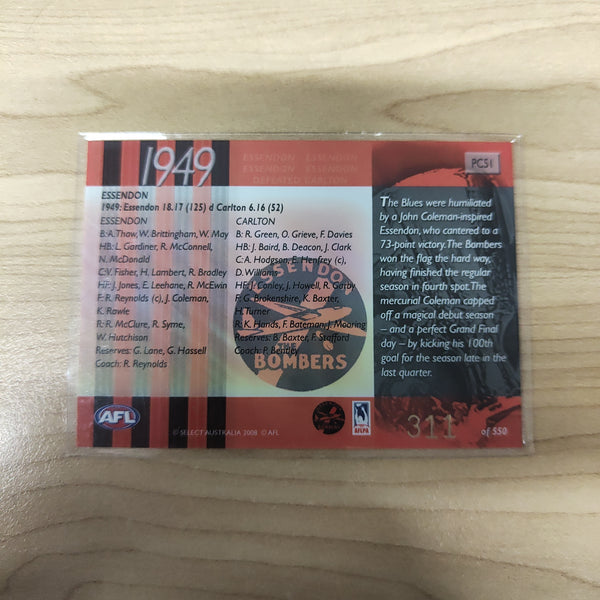 1949
ESSENDON ESSENDON
ESSENDON ESSENDON
DEFEATED CARLTON
PC51
ESSENDON
1949: Essendon 18.17 (125) d Carlton 6.16 (52)
ESSENDON
B: A. Thaw, W. Brittingham, W. May
HB: L. Gardiner, R. McConnell,
N. McDonald
C: V. Fisher, H. Lambert, R. Bradley
HF: J. Jones, E. Leehane, R. McEwin
F: R. Reynolds (c), J. Coleman,
K. Rawle
R: R. McClure, R. Syme,
W. Hutchison
Reserves: G. Lane, G. Hassell
Coach: R. Reynolds
CARLTON
B: R. Green, O. Grieve, F. Davies
HB: J. Baird, B. Deacon, J. Clark
C: A. Hodgson, E. Henfrey (c),
D. Williams
HF: J. Conley, J. Howell, R. Garby
F: G. Brokenshire, K. Baxter,
H. Turner
R: K. Hands, F. Bateman, J. Mooring
Reserves: B. Baxter, P. Stafford
Coach: P. Bentley
ESSENDON
THE
BOMBERS
The Blues were humiliated
by a John Coleman-inspired
Essendon, who cantered to a
73-point victory. The Bombers
won the flag the hard way,
having finished the regular
season in fourth spot. The
mercurial Coleman capped
off a magical debut season
– and a perfect Grand Final
day – by kicking his 100th
goal for the season late in the
last quarter.
AFL
© SELECT AUSTRALIA 2008 © AFL
AFLPA
311
of 550